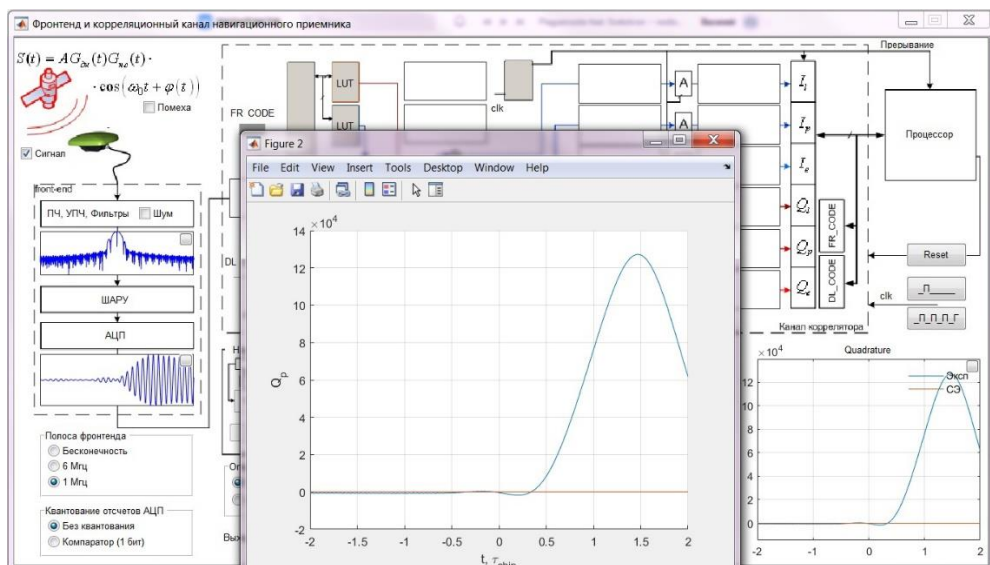 Фронтенд и корреляционный канал навигационного приемника
S(t) = AG_дк(t)G_нс(t) ·
· cos(ω₀t + φ(t))
Помеха
Сигнал
front-end
ПЧ, УПЧ, Фильтры
Шум
ШАРУ
АЦП
Полоса фронтенда
Бесконечность
6 Мгц
1 Мгц
Квантование отсчетов АЦП
Без квантования
Компаратор (1 бит)
FR_CODE
LUT
LUT
clk
A
A
DL
I_l
I_p
I_e
Q_l
Q_p
Q_e
FR_CODE
DL_CODE
Прерывание
Процессор
Reset
_П_____
clk
_П_П_П_Г
Канал коррелятора
Figure 2
File Edit View Insert Tools Desktop Window Help
×10⁴
14
12
10
8
6
4
2
0
-2
Q_p
-2 -1.5 -1 -0.5 0 0.5 1 1.5 2
t, τ_chip
×10⁴
Quadrature
Эксп
СЭ
12
10
8
6
4
2
0
-2 -1 0 1 2